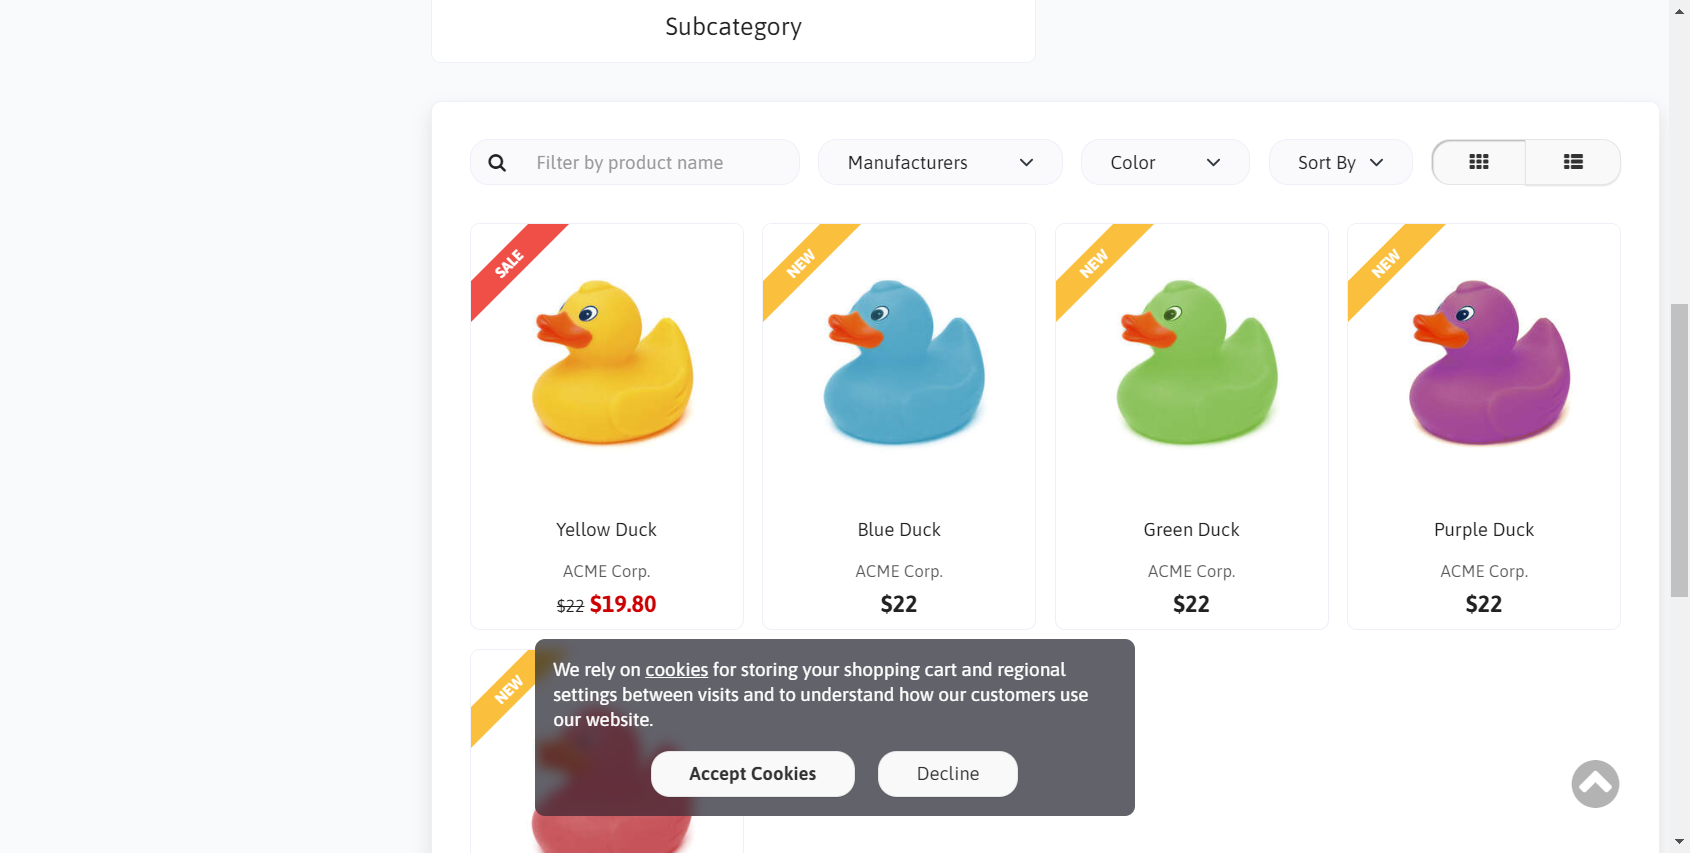 Subcategory
Filter by product name
Manufacturers
Color
Sort By
SALE
NEW
NEW
NEW
Yellow Duck
Blue Duck
Green Duck
Purple Duck
ACME Corp.
ACME Corp.
ACME Corp.
ACME Corp.
$22 $19.80
$22
$22
$22
NEW
We rely on cookies for storing your shopping cart and regional
settings between visits and to understand how our customers use
our website.
Accept Cookies
Decline